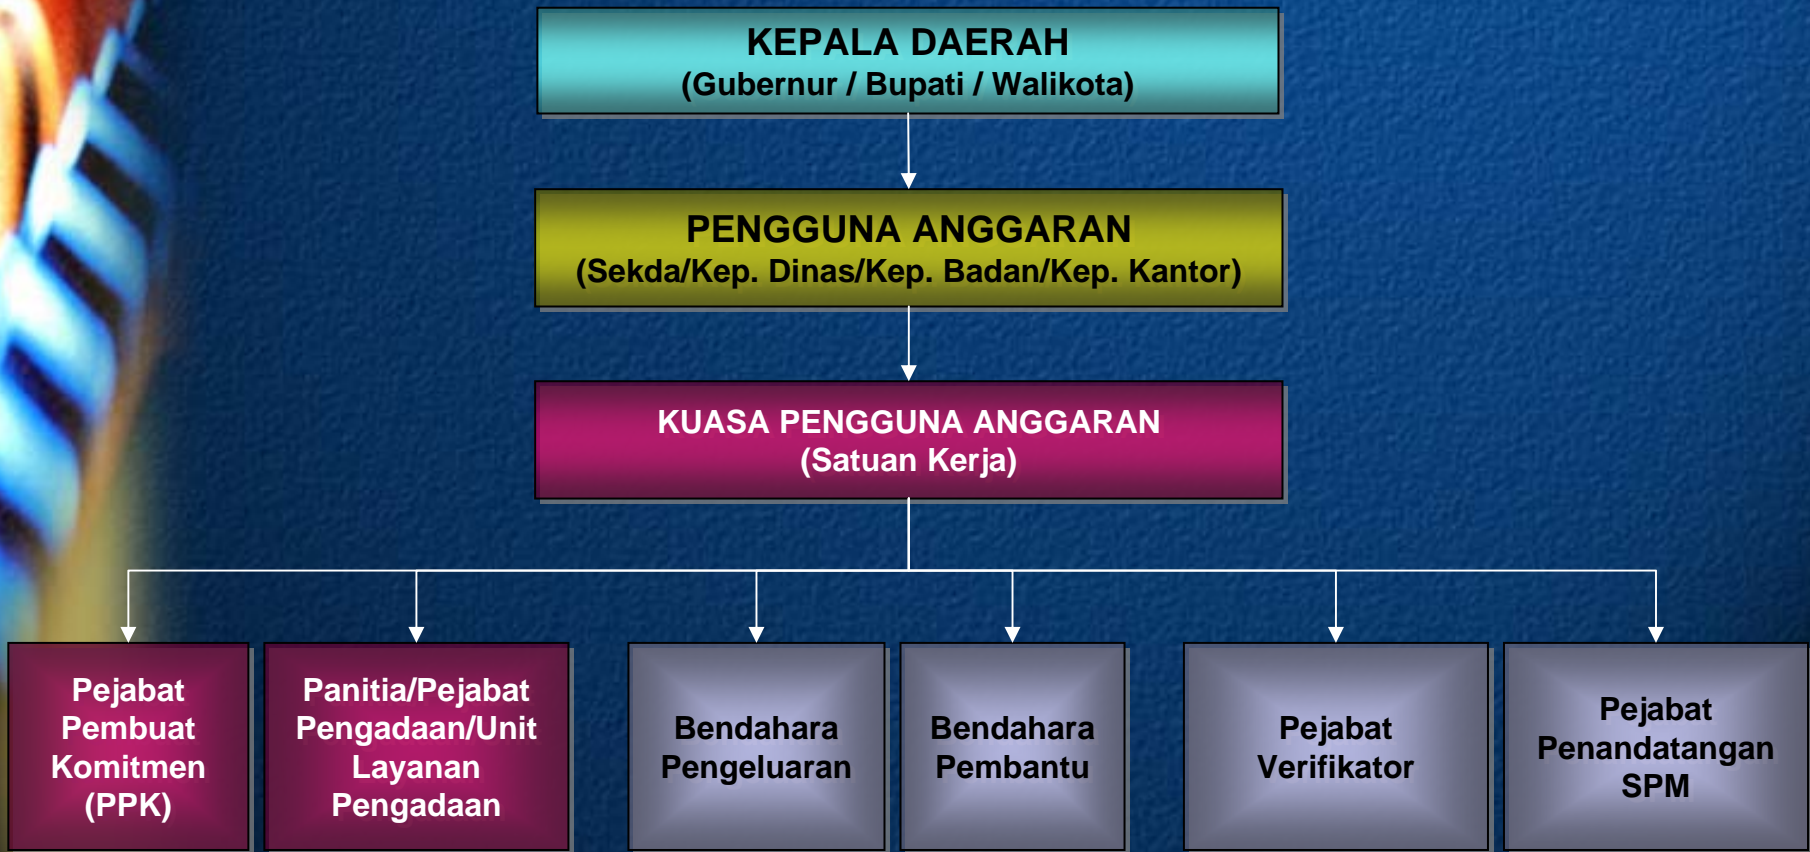 KEPALA DAERAH
(Gubernur / Bupati / Walikota)
PENGGUNA ANGGARAN
(Sekda/Kep. Dinas/Kep. Badan/Kep. Kantor)
KUASA PENGGUNA ANGGARAN
(Satuan Kerja)
Pejabat
Pembuat
Komitmen
(PPK)
Panitia/Pejabat
Pengadaan/Unit
Layanan
Pengadaan
Bendahara
Pengeluaran
Bendahara
Pembantu
Pejabat
Verifikator
Pejabat
Penandatangan
SPM